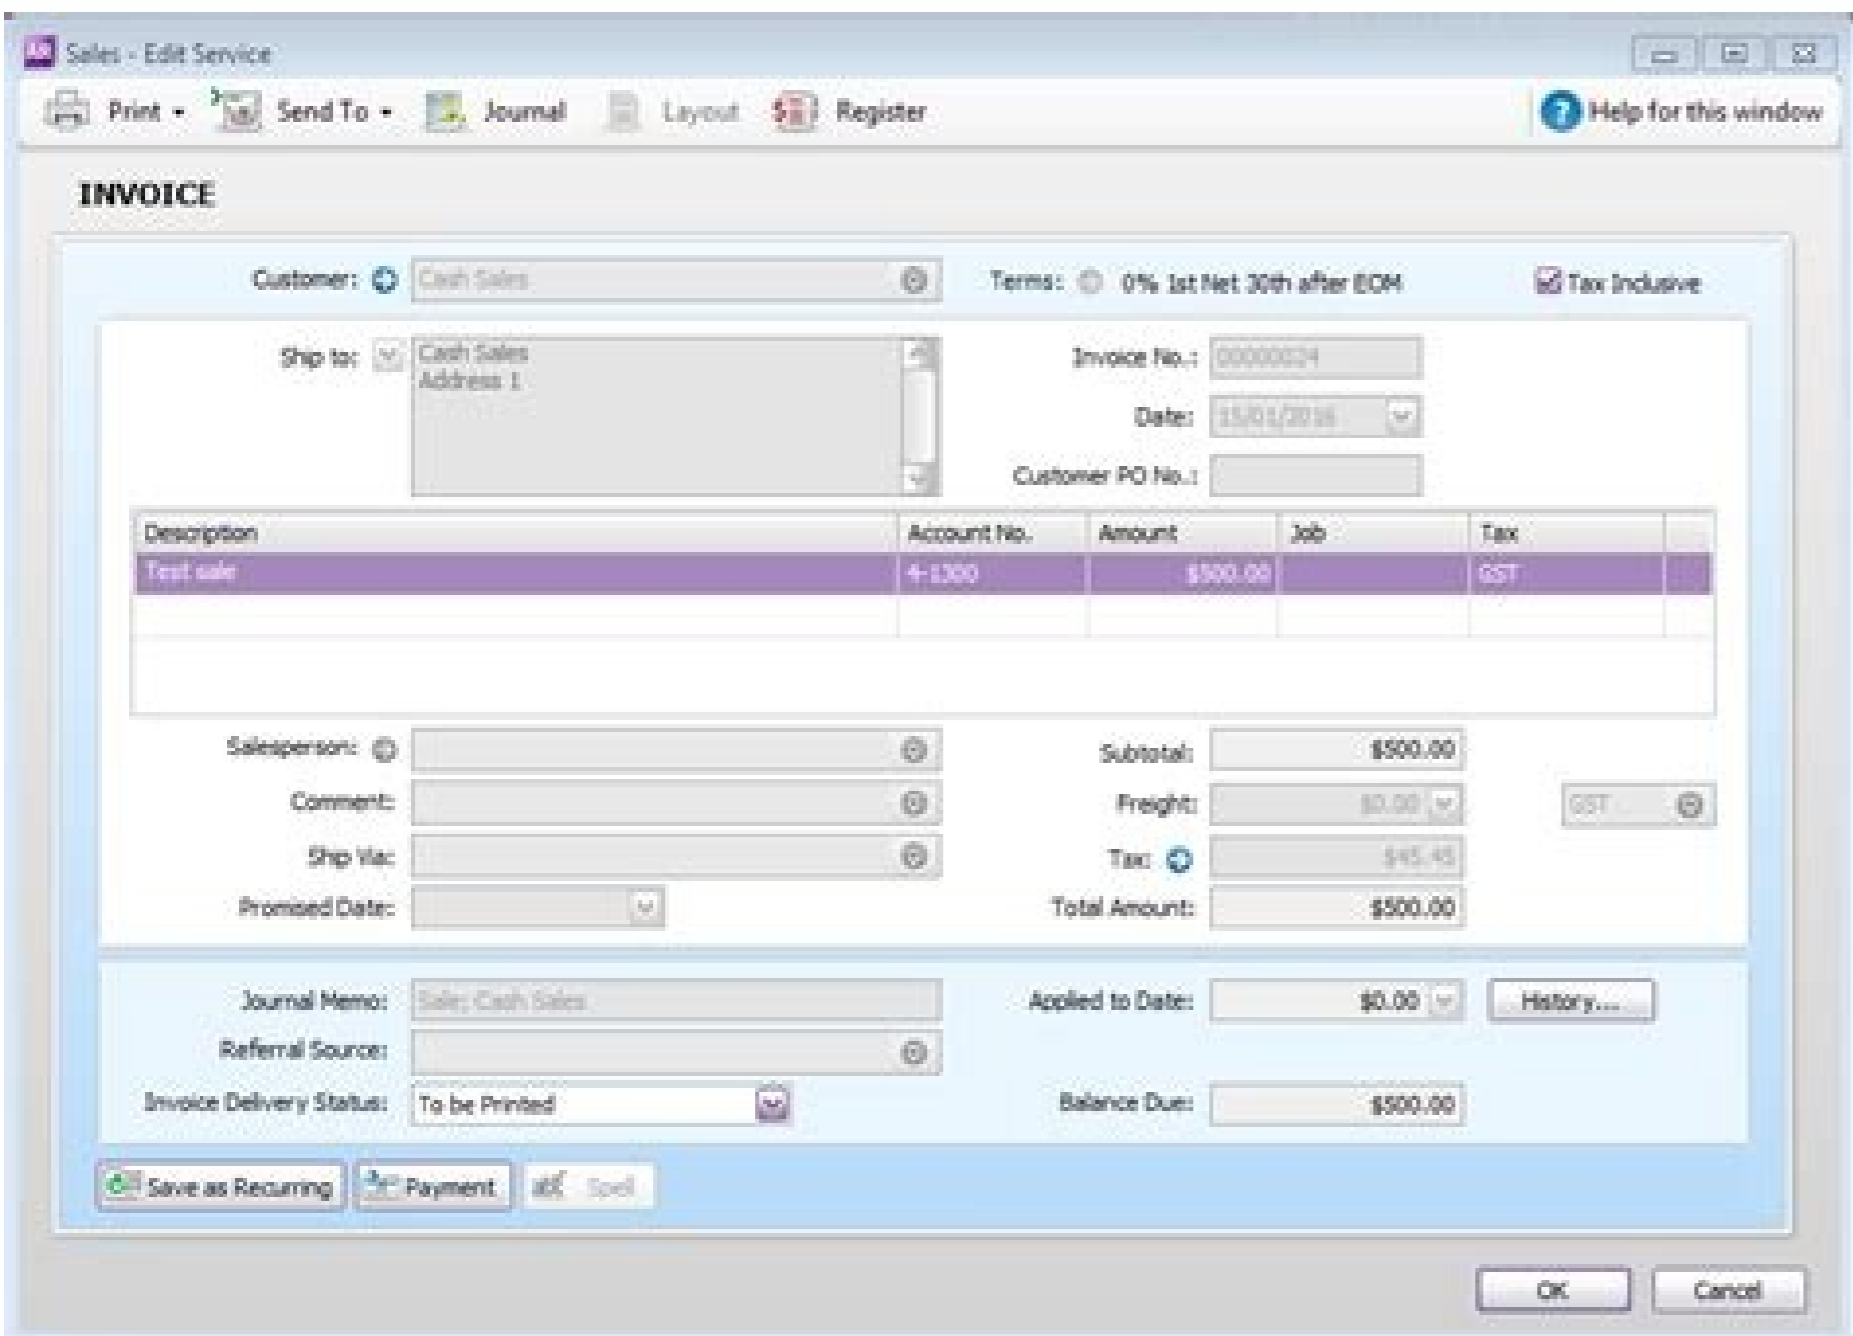 Sales - Edit Service
Print Send To Journal Layout Register Help for this window
INVOICE
Customer: Cash Sales Terms: 0% 1st Net 30th after EOM Tax Inclusive
Ship to: Cash Sales Invoice No.: 00000024
Address 1
Date: 15/01/2016
Customer PO No.:
Description Account No. Amount Job Tax
Test sale 4-1300 $500.00 GST
Salesperson: Subtotal: $500.00
Comment: Freight: $0.00 GST
Ship Via: Tax: $45.45
Promised Date: Total Amount: $500.00
Journal Memo: Sale; Cash Sales Applied to Date: $0.00 History...
Referral Source:
Invoice Delivery Status: To be Printed Balance Due: $500.00
Save as Recurring Payment Spell
OK Cancel